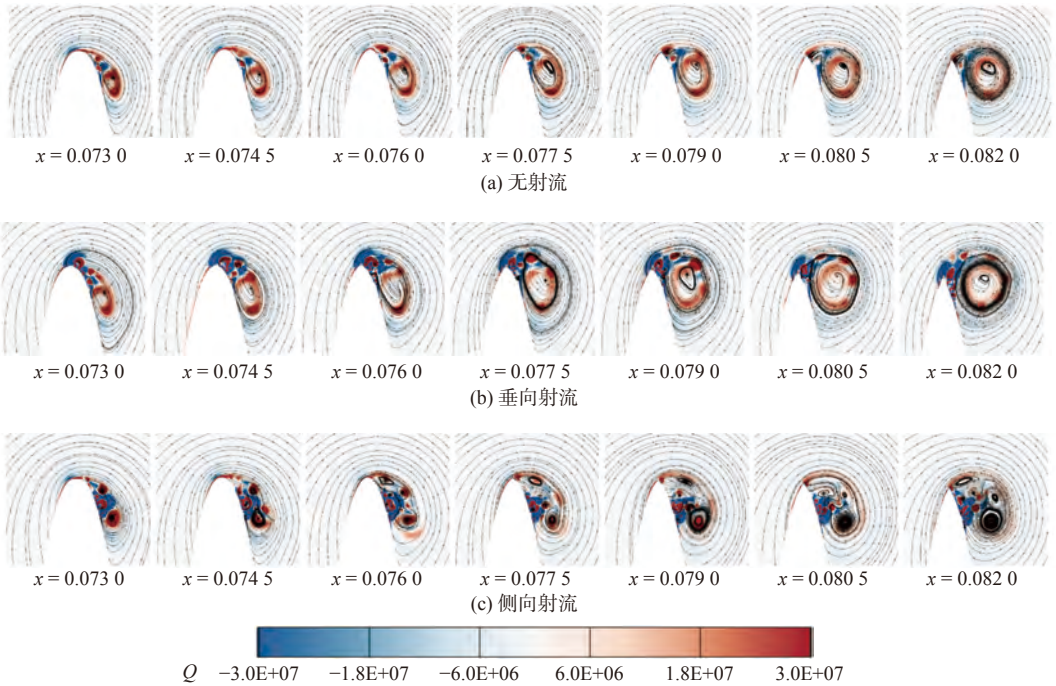 x = 0.073 0 x = 0.074 5 x = 0.076 0 x = 0.077 5 x = 0.079 0 x = 0.080 5 x = 0.082 0
(a) 无射流
x = 0.073 0 x = 0.074 5 x = 0.076 0 x = 0.077 5 x = 0.079 0 x = 0.080 5 x = 0.082 0
(b) 垂向射流
x = 0.073 0 x = 0.074 5 x = 0.076 0 x = 0.077 5 x = 0.079 0 x = 0.080 5 x = 0.082 0
(c) 侧向射流
Q −3.0E+07 −1.8E+07 −6.0E+06 6.0E+06 1.8E+07 3.0E+07